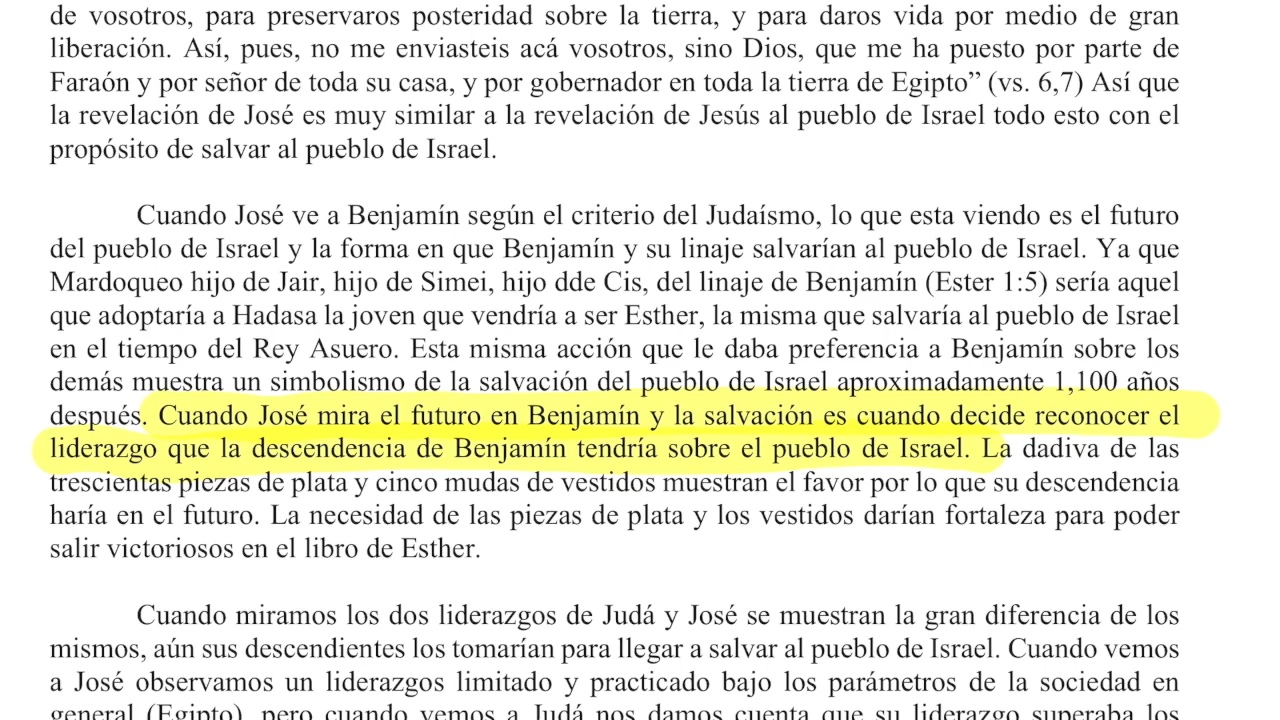 de vosotros, para preservaros posteridad sobre la tierra, y para daros vida por medio de gran
liberación. Así, pues, no me enviasteis acá vosotros, sino Dios, que me ha puesto por parte de
Faraón y por señor de toda su casa, y por gobernador en toda la tierra de Egipto” (vs. 6,7) Así que
la revelación de José es muy similar a la revelación de Jesús al pueblo de Israel todo esto con el
propósito de salvar al pueblo de Israel.
Cuando José ve a Benjamín según el criterio del Judaísmo, lo que esta viendo es el futuro
del pueblo de Israel y la forma en que Benjamín y su linaje salvarían al pueblo de Israel. Ya que
Mardoqueo hijo de Jair, hijo de Simei, hijo dde Cis, del linaje de Benjamín (Ester 1:5) sería aquel
que adoptaría a Hadasa la joven que vendría a ser Esther, la misma que salvaría al pueblo de Israel
en el tiempo del Rey Asuero. Esta misma acción que le daba preferencia a Benjamín sobre los
demás muestra un simbolismo de la salvación del pueblo de Israel aproximadamente 1,100 años
después. Cuando José mira el futuro en Benjamín y la salvación es cuando decide reconocer el
liderazgo que la descendencia de Benjamín tendría sobre el pueblo de Israel. La dadiva de las
trescientas piezas de plata y cinco mudas de vestidos muestran el favor por lo que su descendencia
haría en el futuro. La necesidad de las piezas de plata y los vestidos darían fortaleza para poder
salir victoriosos en el libro de Esther.
Cuando miramos los dos liderazgos de Judá y José se muestran la gran diferencia de los
mismos, aún sus descendientes los tomarían para llegar a salvar al pueblo de Israel. Cuando vemos
a José observamos un liderazgo limitado y practicado bajo los parámetros de la sociedad en
general (Egipto), pero cuando vemos a Judá nos damos cuenta que su liderazgo superaba los